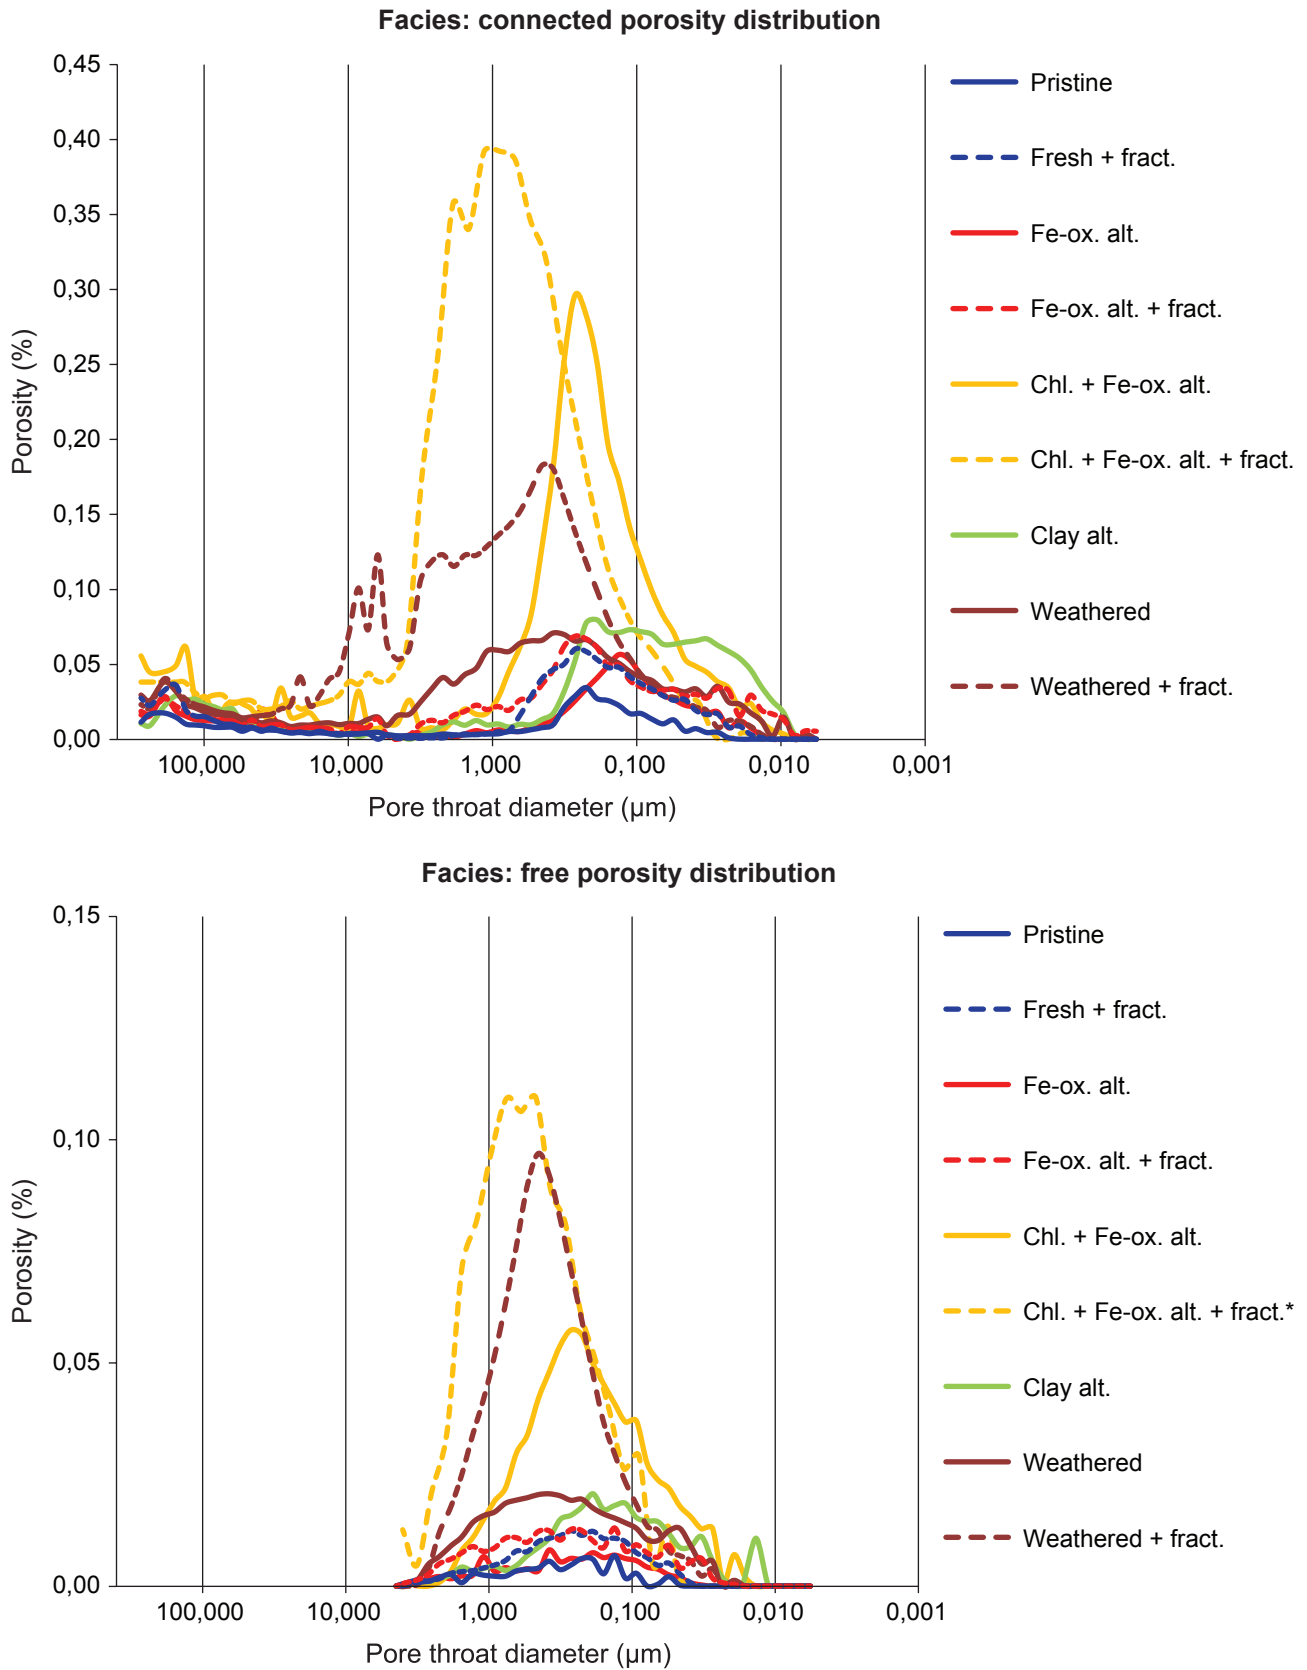 Facies: connected porosity distribution
0,45
0,40
0,35
0,30
0,25
0,20
0,15
0,10
0,05
0,00
Porosity (%)
100,000 10,000 1,000 0,100 0,010 0,001
Pore throat diameter (µm)
Pristine
Fresh + fract.
Fe-ox. alt.
Fe-ox. alt. + fract.
Chl. + Fe-ox. alt.
Chl. + Fe-ox. alt. + fract.
Clay alt.
Weathered
Weathered + fract.
Facies: free porosity distribution
0,15
0,10
0,05
0,00
Porosity (%)
100,000 10,000 1,000 0,100 0,010 0,001
Pore throat diameter (µm)
Pristine
Fresh + fract.
Fe-ox. alt.
Fe-ox. alt. + fract.
Chl. + Fe-ox. alt.
Chl. + Fe-ox. alt. + fract.*
Clay alt.
Weathered
Weathered + fract.